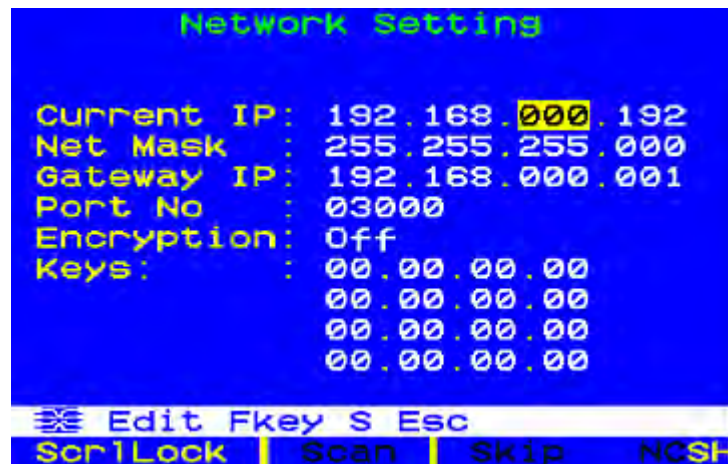 Network Setting
Current IP: 192.168.000.192
Net Mask : 255.255.255.000
Gateway IP: 192.168.000.001
Port No : 03000
Encryption: Off
Keys: : 00.00.00.00
00.00.00.00
00.00.00.00
00.00.00.00
Edit Fkey S Esc
ScrlLock Scan Skip NCSH